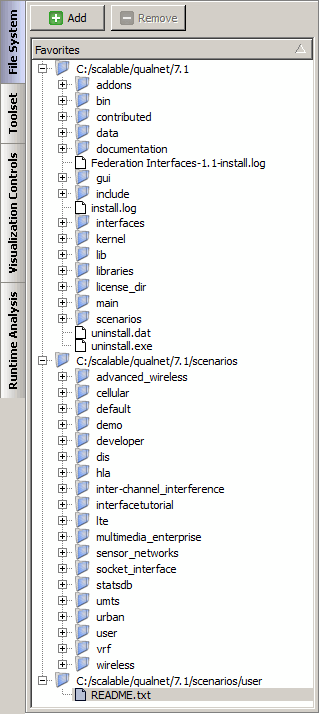 Add
Remove
File System
Toolset
Visualization Controls
Runtime Analysis
Favorites
C:/scalable/qualnet/7.1
addons
bin
contributed
data
documentation
Federation Interfaces-1.1-install.log
gui
include
install.log
interfaces
kernel
lib
libraries
license_dir
main
scenarios
uninstall.dat
uninstall.exe
C:/scalable/qualnet/7.1/scenarios
advanced_wireless
cellular
default
demo
developer
dis
hla
inter-channel_interference
interfacetutorial
lte
multimedia_enterprise
sensor_networks
socket_interface
statsdb
umts
urban
user
vrf
wireless
C:/scalable/qualnet/7.1/scenarios/user
README.txt